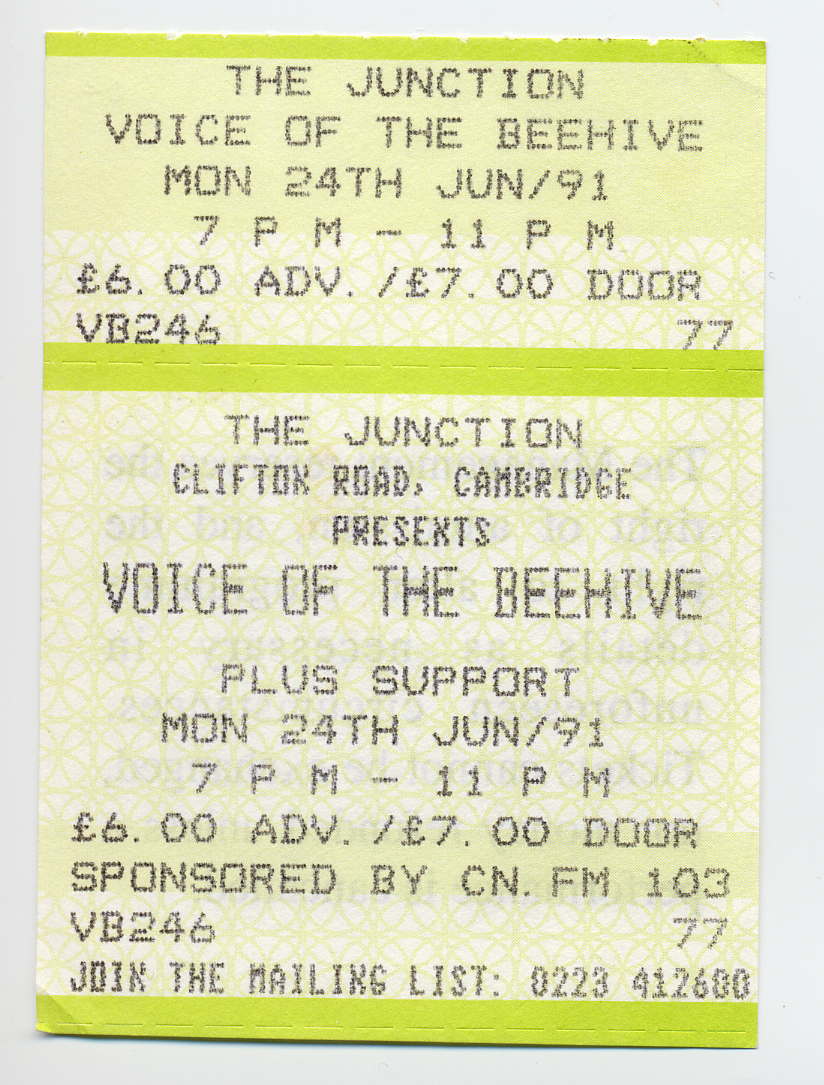 THE JUNCTION
VOICE OF THE BEEHIVE
MON 24TH JUN/91
7 P M - 11 P M
£6.00 ADV./£7.00 DOOR
VB246 77
THE JUNCTION
CLIFTON ROAD, CAMBRIDGE
PRESENTS
VOICE OF THE BEEHIVE
PLUS SUPPORT
MON 24TH JUN/91
7 P M - 11 P M
£6.00 ADV./£7.00 DOOR
SPONSORED BY CN.FM 103
VB246 77
JOIN THE MAILING LIST: 0223 412600